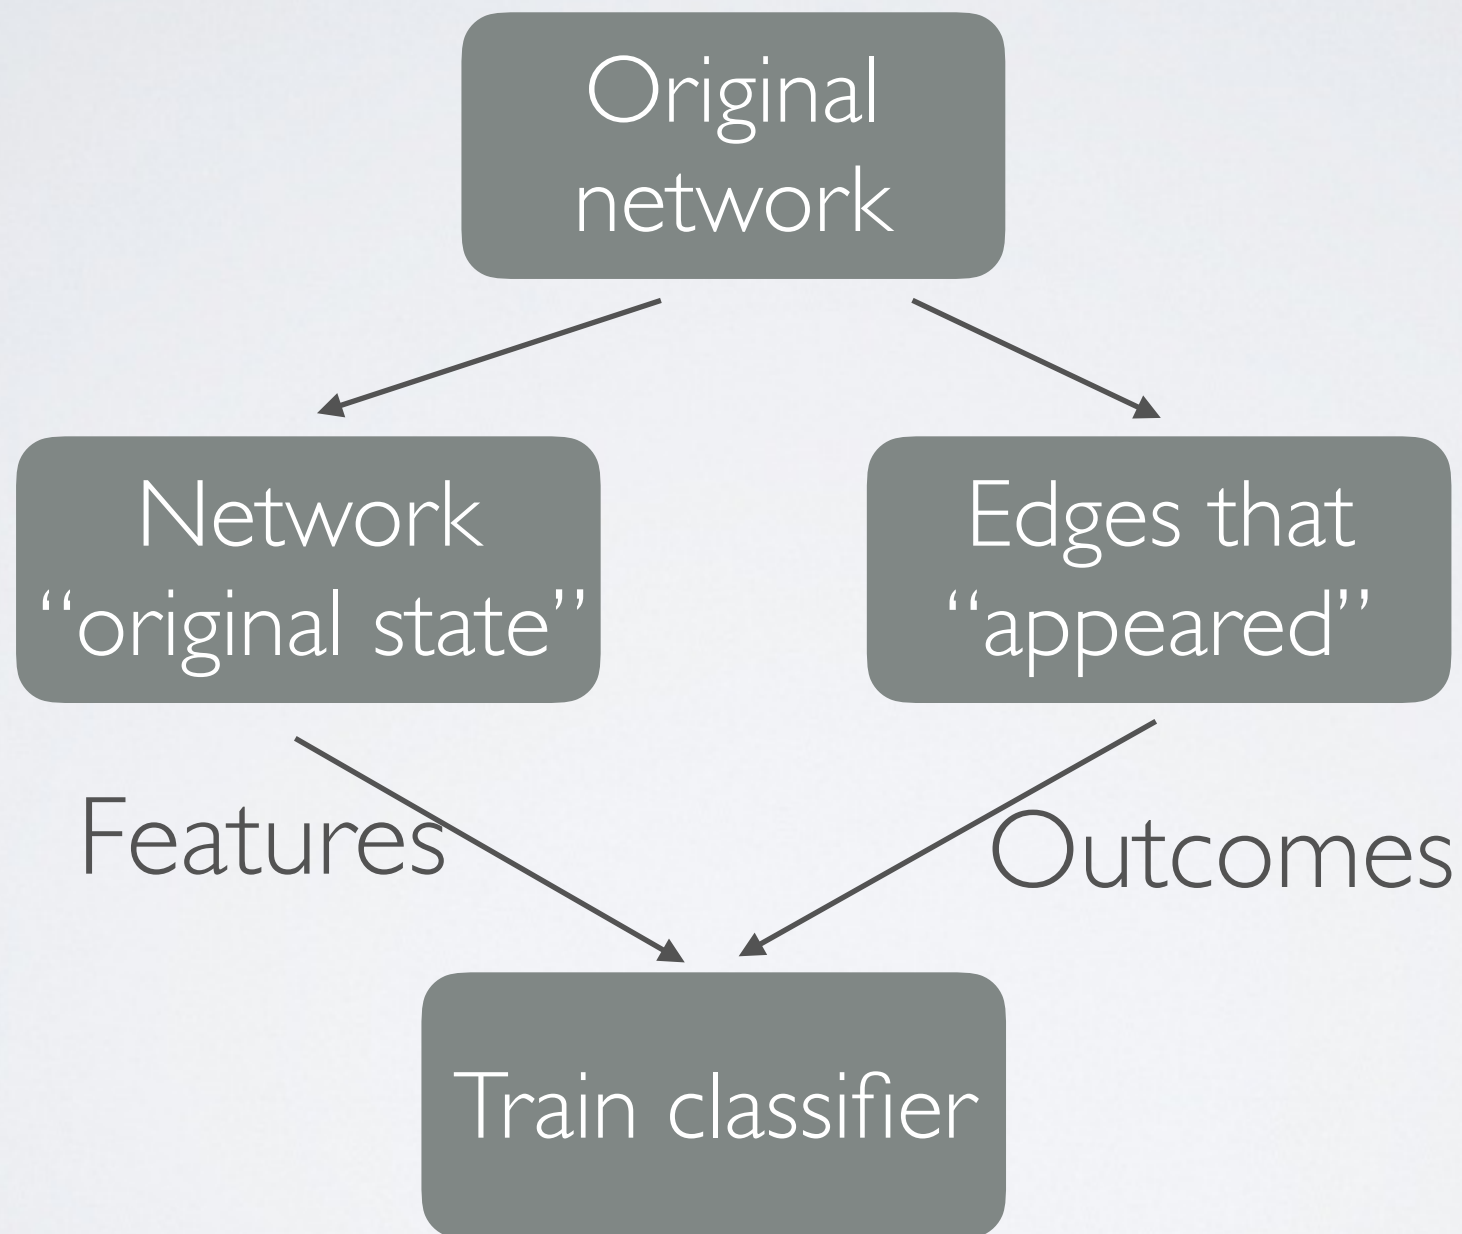 Original
network
Network
“original state”
Edges that
“appeared”
Features
Outcomes
Train classifier